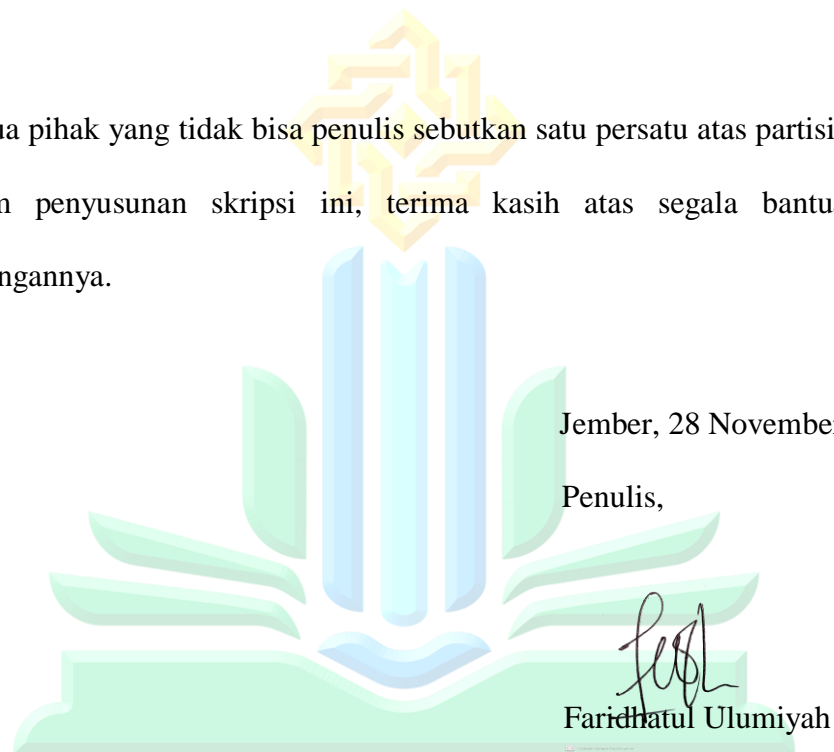 ua pihak yang tidak bisa penulis sebutkan satu persatu atas partisi
m penyusunan skripsi ini, terima kasih atas segala bantu
ngannya.
Jember, 28 November
Penulis,
Faridhatul Ulumiyah